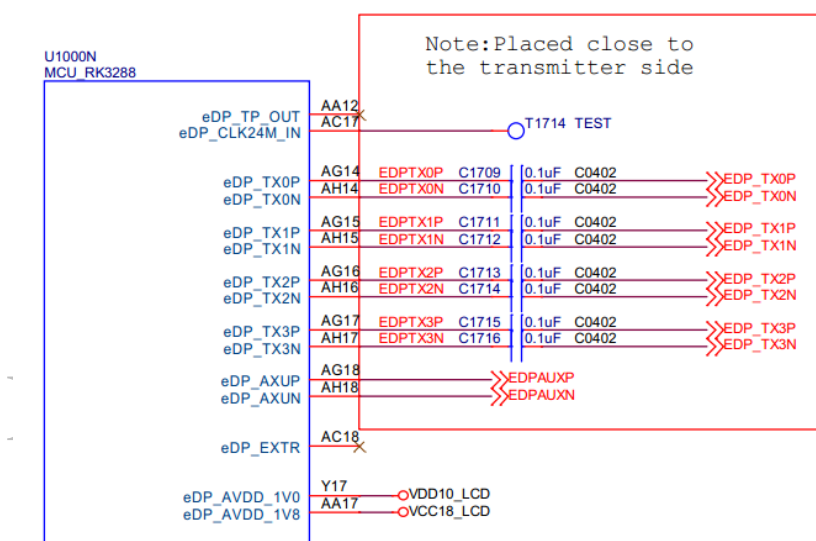 Note:Placed close to
the transmitter side
U1000N
MCU_RK3288
eDP_TP_OUT AA12
eDP_CLK24M_IN AC17 T1714 TEST
eDP_TX0P AG14 EDPTX0P C1709 0.1uF C0402 EDP_TX0P
eDP_TX0N AH14 EDPTX0N C1710 0.1uF C0402 EDP_TX0N
eDP_TX1P AG15 EDPTX1P C1711 0.1uF C0402 EDP_TX1P
eDP_TX1N AH15 EDPTX1N C1712 0.1uF C0402 EDP_TX1N
eDP_TX2P AG16 EDPTX2P C1713 0.1uF C0402 EDP_TX2P
eDP_TX2N AH16 EDPTX2N C1714 0.1uF C0402 EDP_TX2N
eDP_TX3P AG17 EDPTX3P C1715 0.1uF C0402 EDP_TX3P
eDP_TX3N AH17 EDPTX3N C1716 0.1uF C0402 EDP_TX3N
eDP_AXUP AG18 EDPAUXP
eDP_AXUN AH18 EDPAUXN
eDP_EXTR AC18
eDP_AVDD_1V0 Y17 VDD10_LCD
eDP_AVDD_1V8 AA17 VCC18_LCD